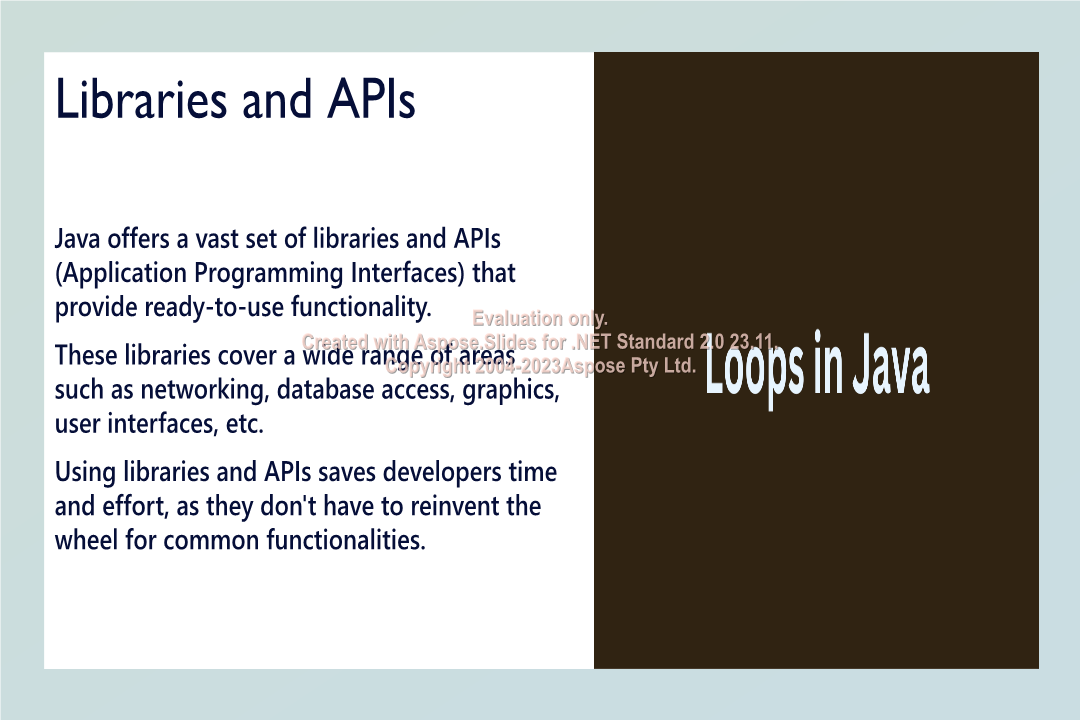 Libraries and APIs
Java offers a vast set of libraries and APIs
(Application Programming Interfaces) that
provide ready-to-use functionality.
These libraries cover a wide range of areas
such as networking, database access, graphics,
user interfaces, etc.
Using libraries and APIs saves developers time
and effort, as they don't have to reinvent the
wheel for common functionalities.
Evaluation only.
Created with Aspose.Slides for .NET Standard 2.0 23.11.
Copyright 2004-2023Aspose Pty Ltd.
Loops in Java